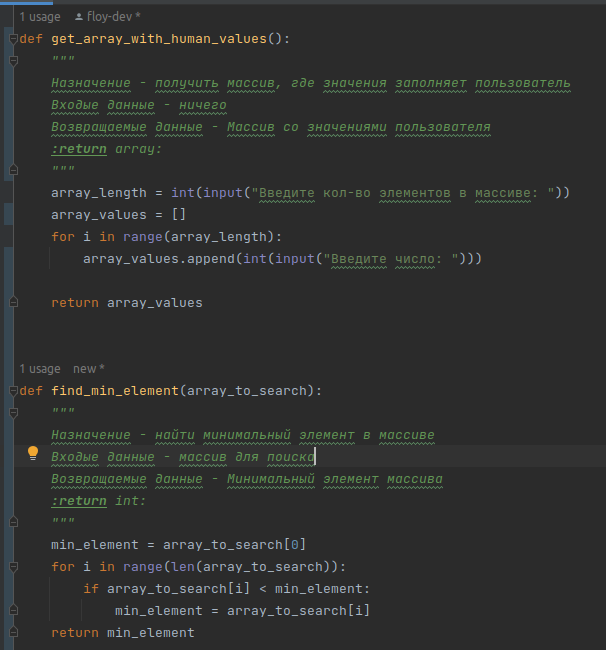 1 usage floy-dev *
def get_array_with_human_values():
"""
Назначение - получить массив, где значения заполняет пользователь
Входые данные - ничего
Возвращаемые данные - Массив со значениями пользователя
:return array:
"""
array_length = int(input("Введите кол-во элементов в массиве: "))
array_values = []
for i in range(array_length):
array_values.append(int(input("Введите число: ")))
return array_values
1 usage new *
def find_min_element(array_to_search):
"""
Назначение - найти минимальный элемент в массиве
Входые данные - массив для поиска
Возвращаемые данные - Минимальный элемент массива
:return int:
"""
min_element = array_to_search[0]
for i in range(len(array_to_search)):
if array_to_search[i] < min_element:
min_element = array_to_search[i]
return min_element